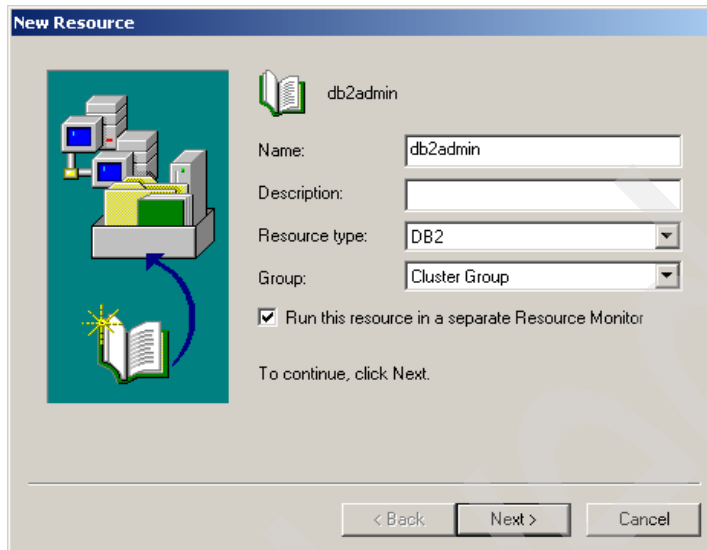 New Resource
db2admin
Name: db2admin
Description:
Resource type: DB2
Group: Cluster Group
Run this resource in a separate Resource Monitor
To continue, click Next.
< Back Next > Cancel